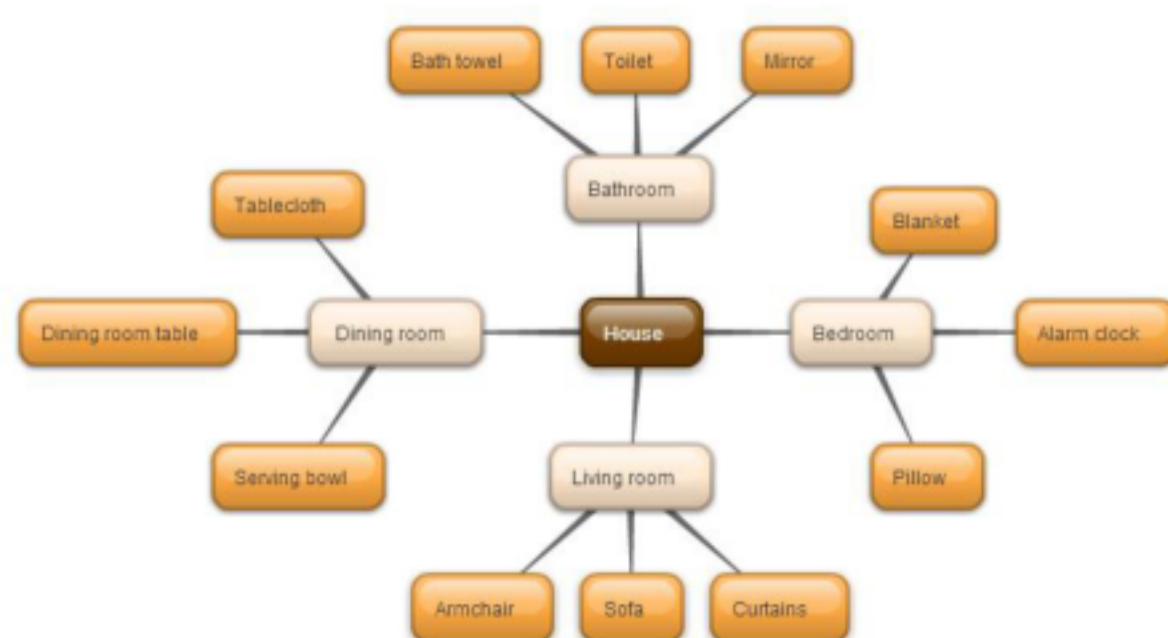 Bath towel
Toilet
Mirror
Bathroom
Tablecloth
Blanket
Dining room table
Dining room
House
Bedroom
Alarm clock
Serving bowl
Living room
Pillow
Armchair
Sofa
Curtains